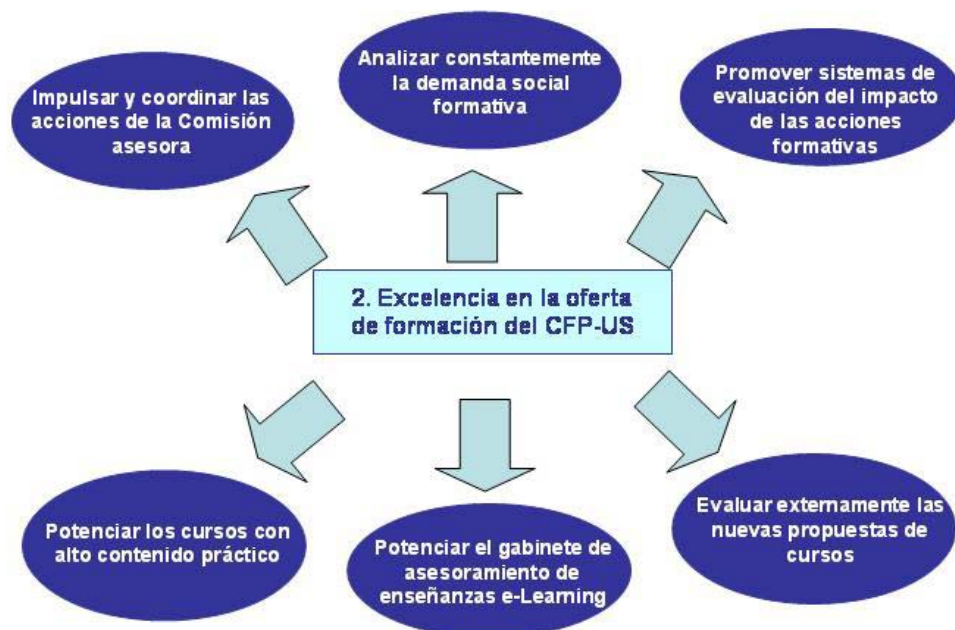 Impulsar y coordinar las
acciones de la Comisión
asesora
Analizar constantemente
la demanda social
formativa
Promover sistemas de
evaluación del impacto
de las acciones
formativas
2. Excelencia en la oferta
de formación del CFP-US
Potenciar los cursos con
alto contenido práctico
Potenciar el gabinete de
asesoramiento de
enseñanzas e-Learning
Evaluar externamente las
nuevas propuestas de
cursos